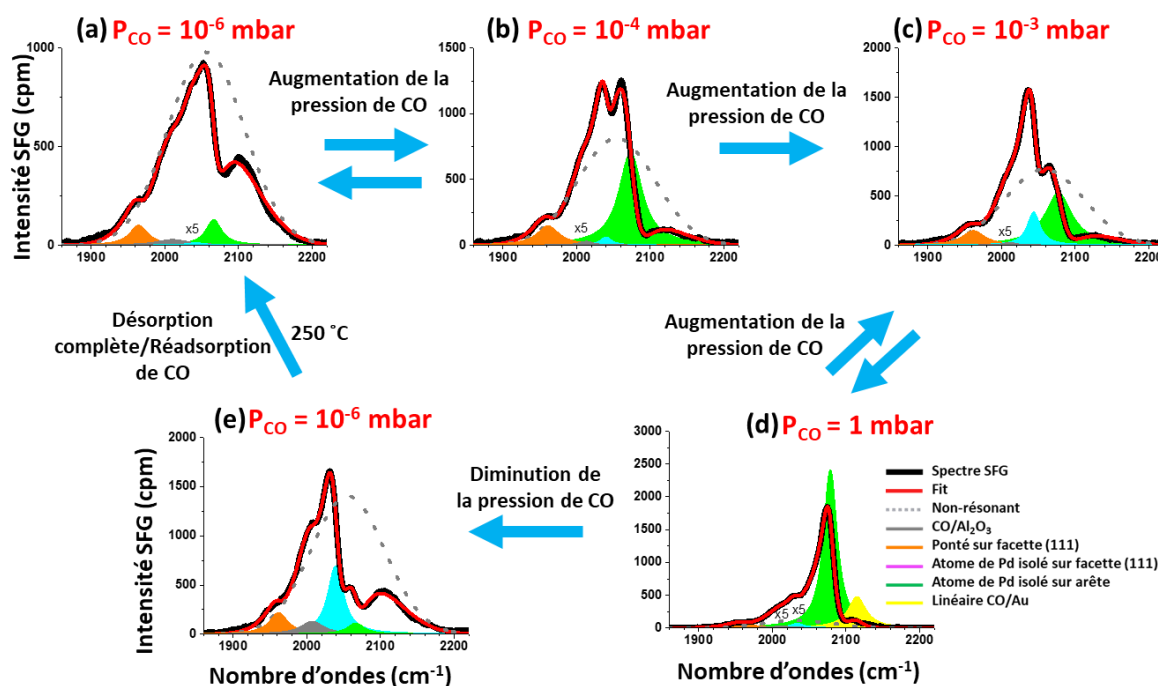 (a) P_CO = 10^-6 mbar
(b) P_CO = 10^-4 mbar
(c) P_CO = 10^-3 mbar
Intensité SFG (cpm)
1000
500
0
x5
1900 2000 2100 2200
Augmentation de la
pression de CO
1500
1000
500
0
x5
1900 2000 2100 2200
Augmentation de la
pression de CO
2000
1500
1000
500
0
x5
1900 2000 2100 2200
Désorption
complète/Réadsorption
de CO
250 °C
Augmentation de la
pression de CO
(e) P_CO = 10^-6 mbar
Intensité SFG (cpm)
2000
1500
1000
500
0
1900 2000 2100 2200
Nombre d'ondes (cm^-1)
Diminution de
la pression de CO
(d) P_CO = 1 mbar
3000
2500
2000
1500
1000
500
0
x5
x5
1900 2000 2100 2200
Nombre d'ondes (cm^-1)
Spectre SFG
Fit
Non-résonant
CO/Al₂O₃
Ponté sur facette (111)
Atome de Pd isolé sur facette (111)
Atome de Pd isolé sur arête
Linéaire CO/Au